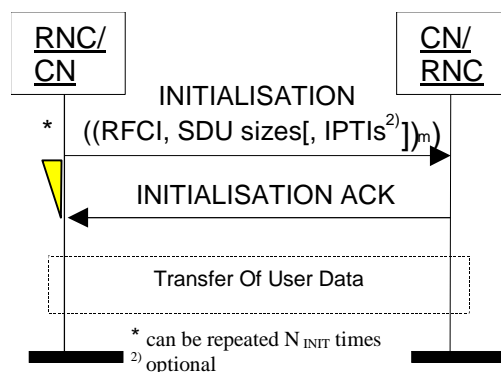 RNC/
CN
CN/
RNC
INITIALISATION
* ((RFCI, SDU sizes[, IPTIs2)])m)
INITIALISATION ACK
Transfer Of User Data
* can be repeated N INIT times
2) optional